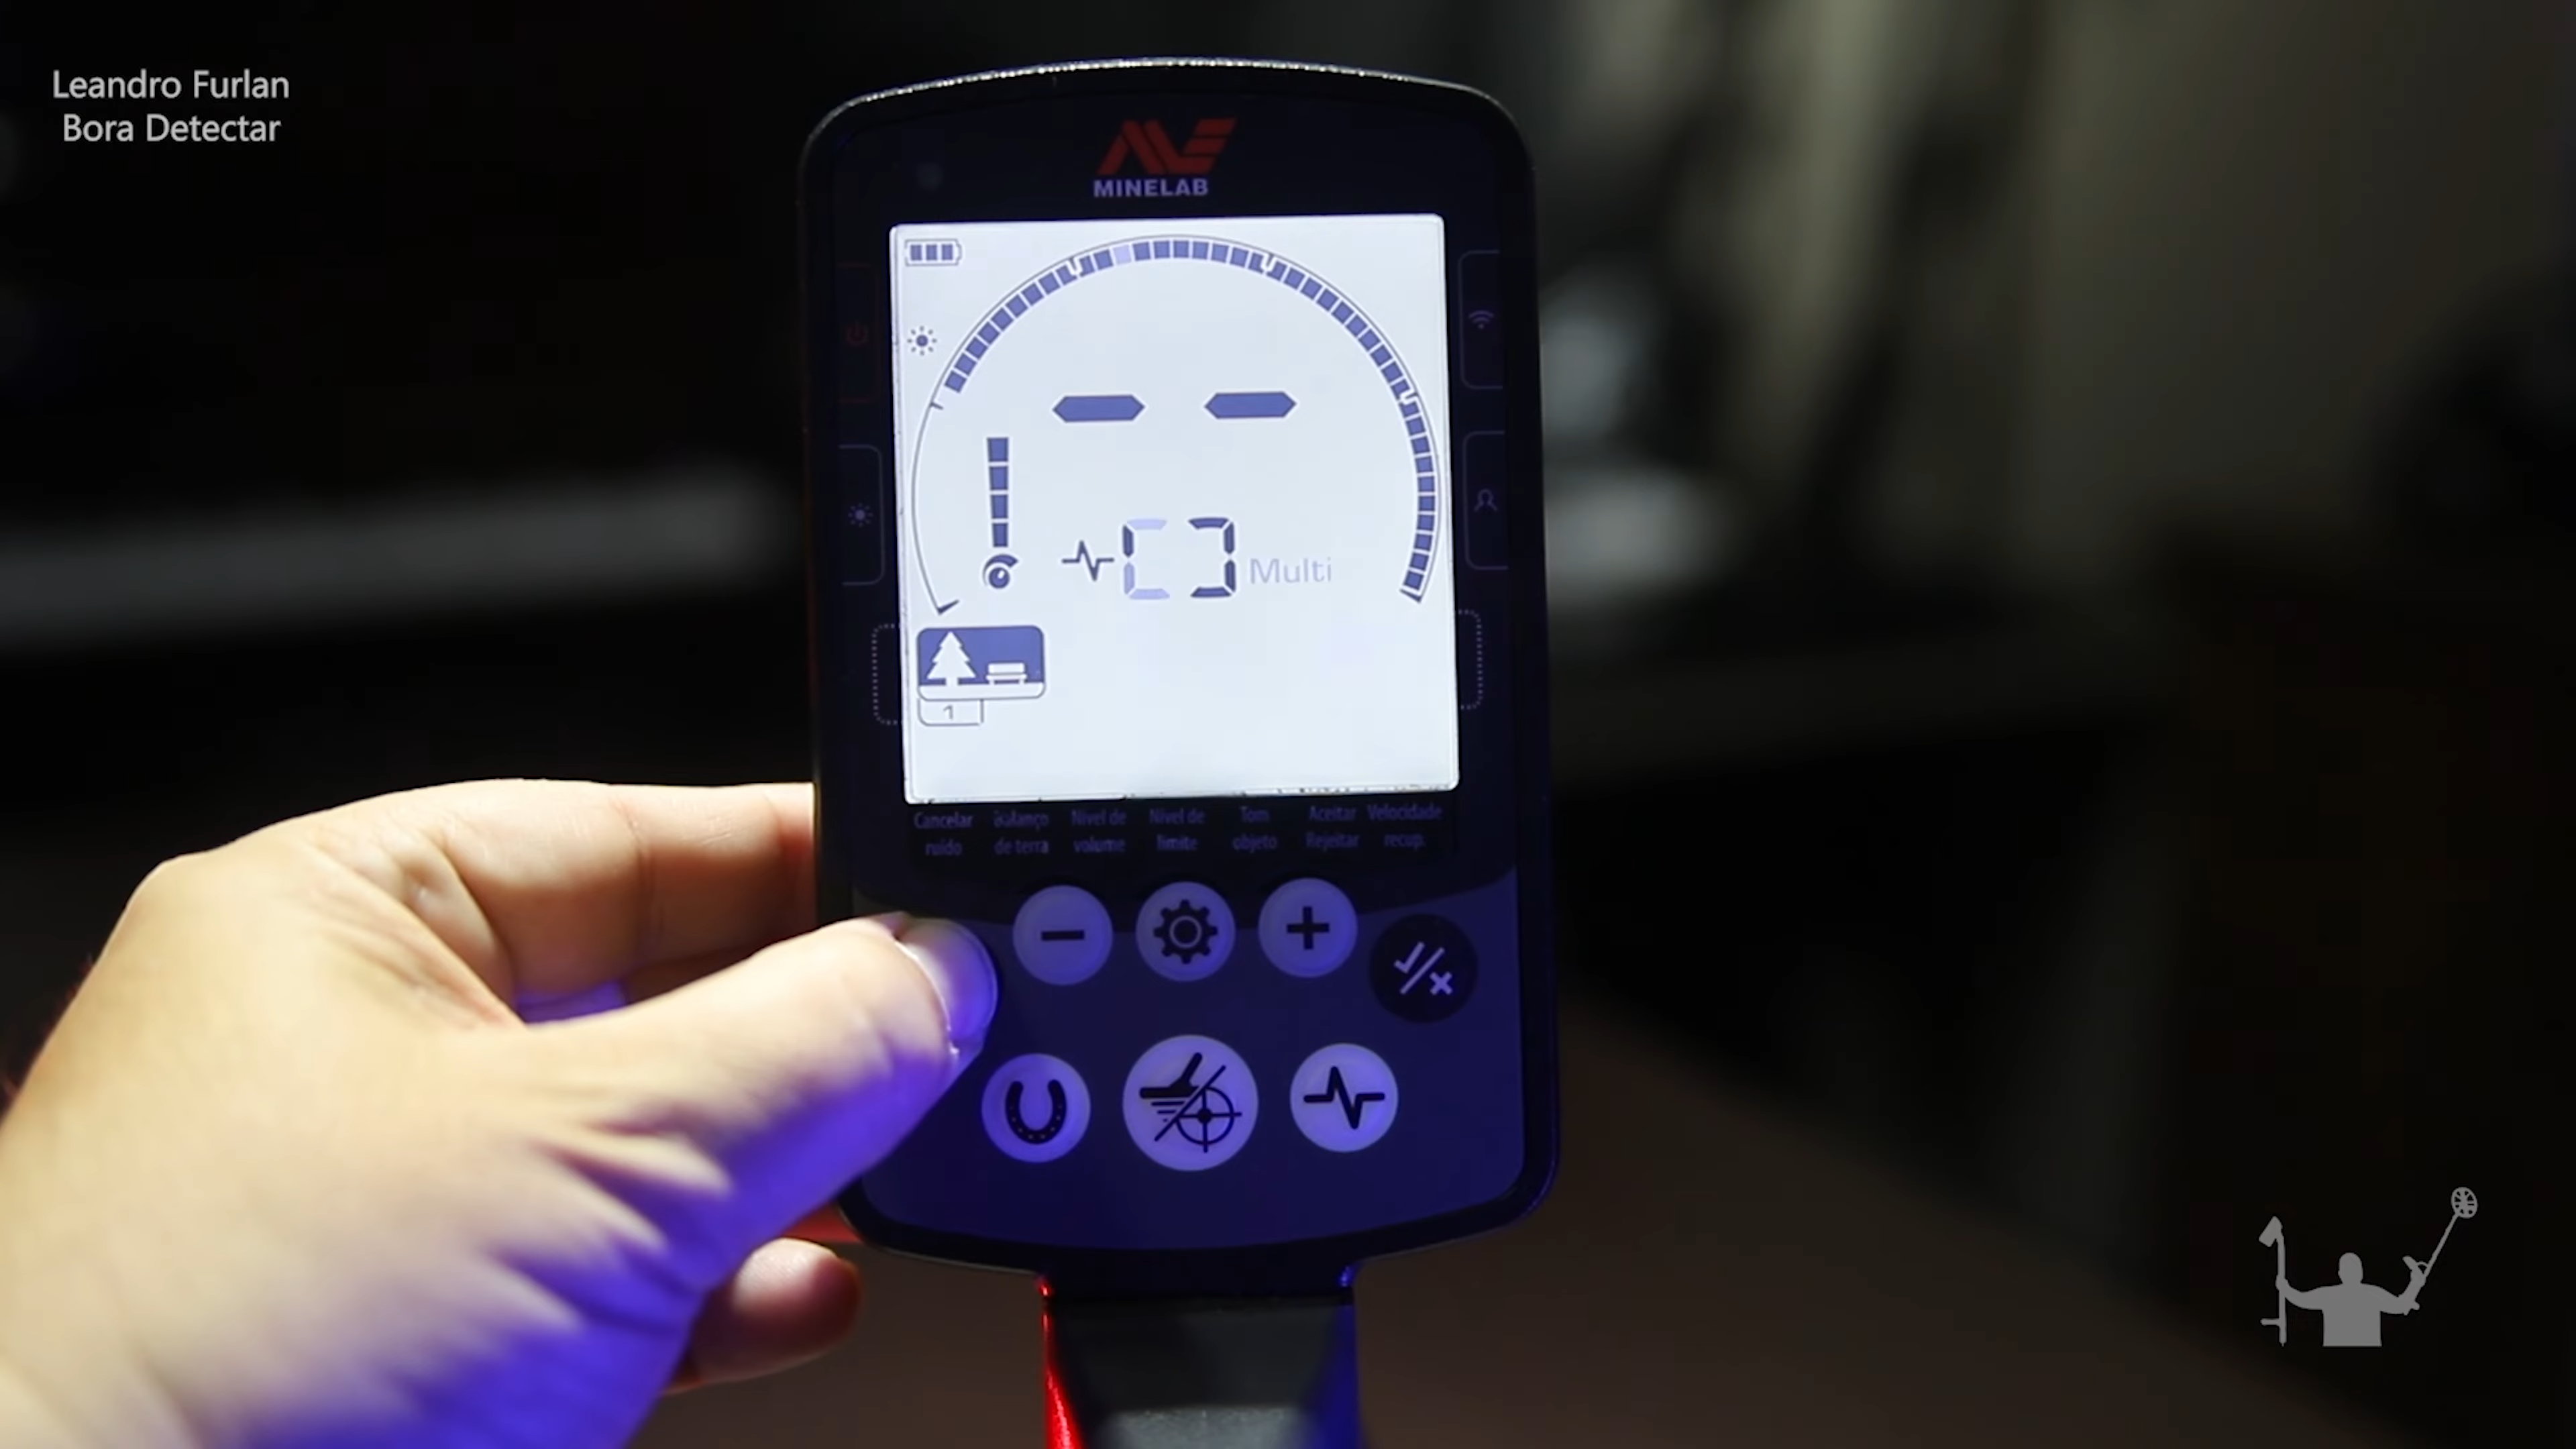 Leandro Furlan
Bora Detectar
MINELAB
Multi
1
Cancelar Balanço Nível de Nível de Tom Aceitar Velocidade
ruído de terra volume limite objeto Rejeitar recup.